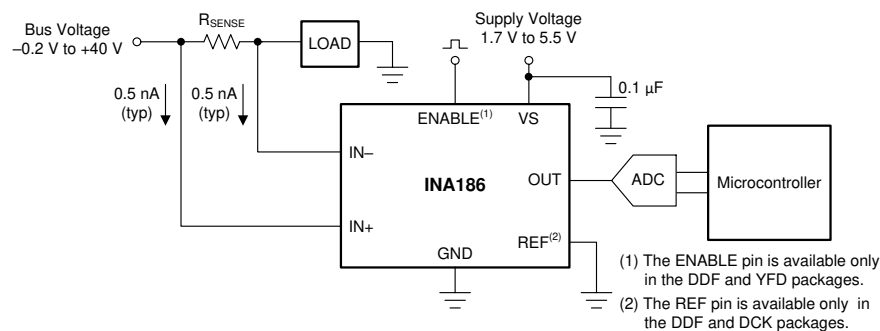 Bus Voltage
–0.2 V to +40 V
RSENSE
LOAD
Supply Voltage
1.7 V to 5.5 V
0.5 nA
(typ)
0.5 nA
(typ)
0.1 µF
ENABLE(1)
VS
IN–
INA186
OUT
ADC
Microcontroller
IN+
REF(2)
GND
(1) The ENABLE pin is available only
in the DDF and YFD packages.
(2) The REF pin is available only in
the DDF and DCK packages.